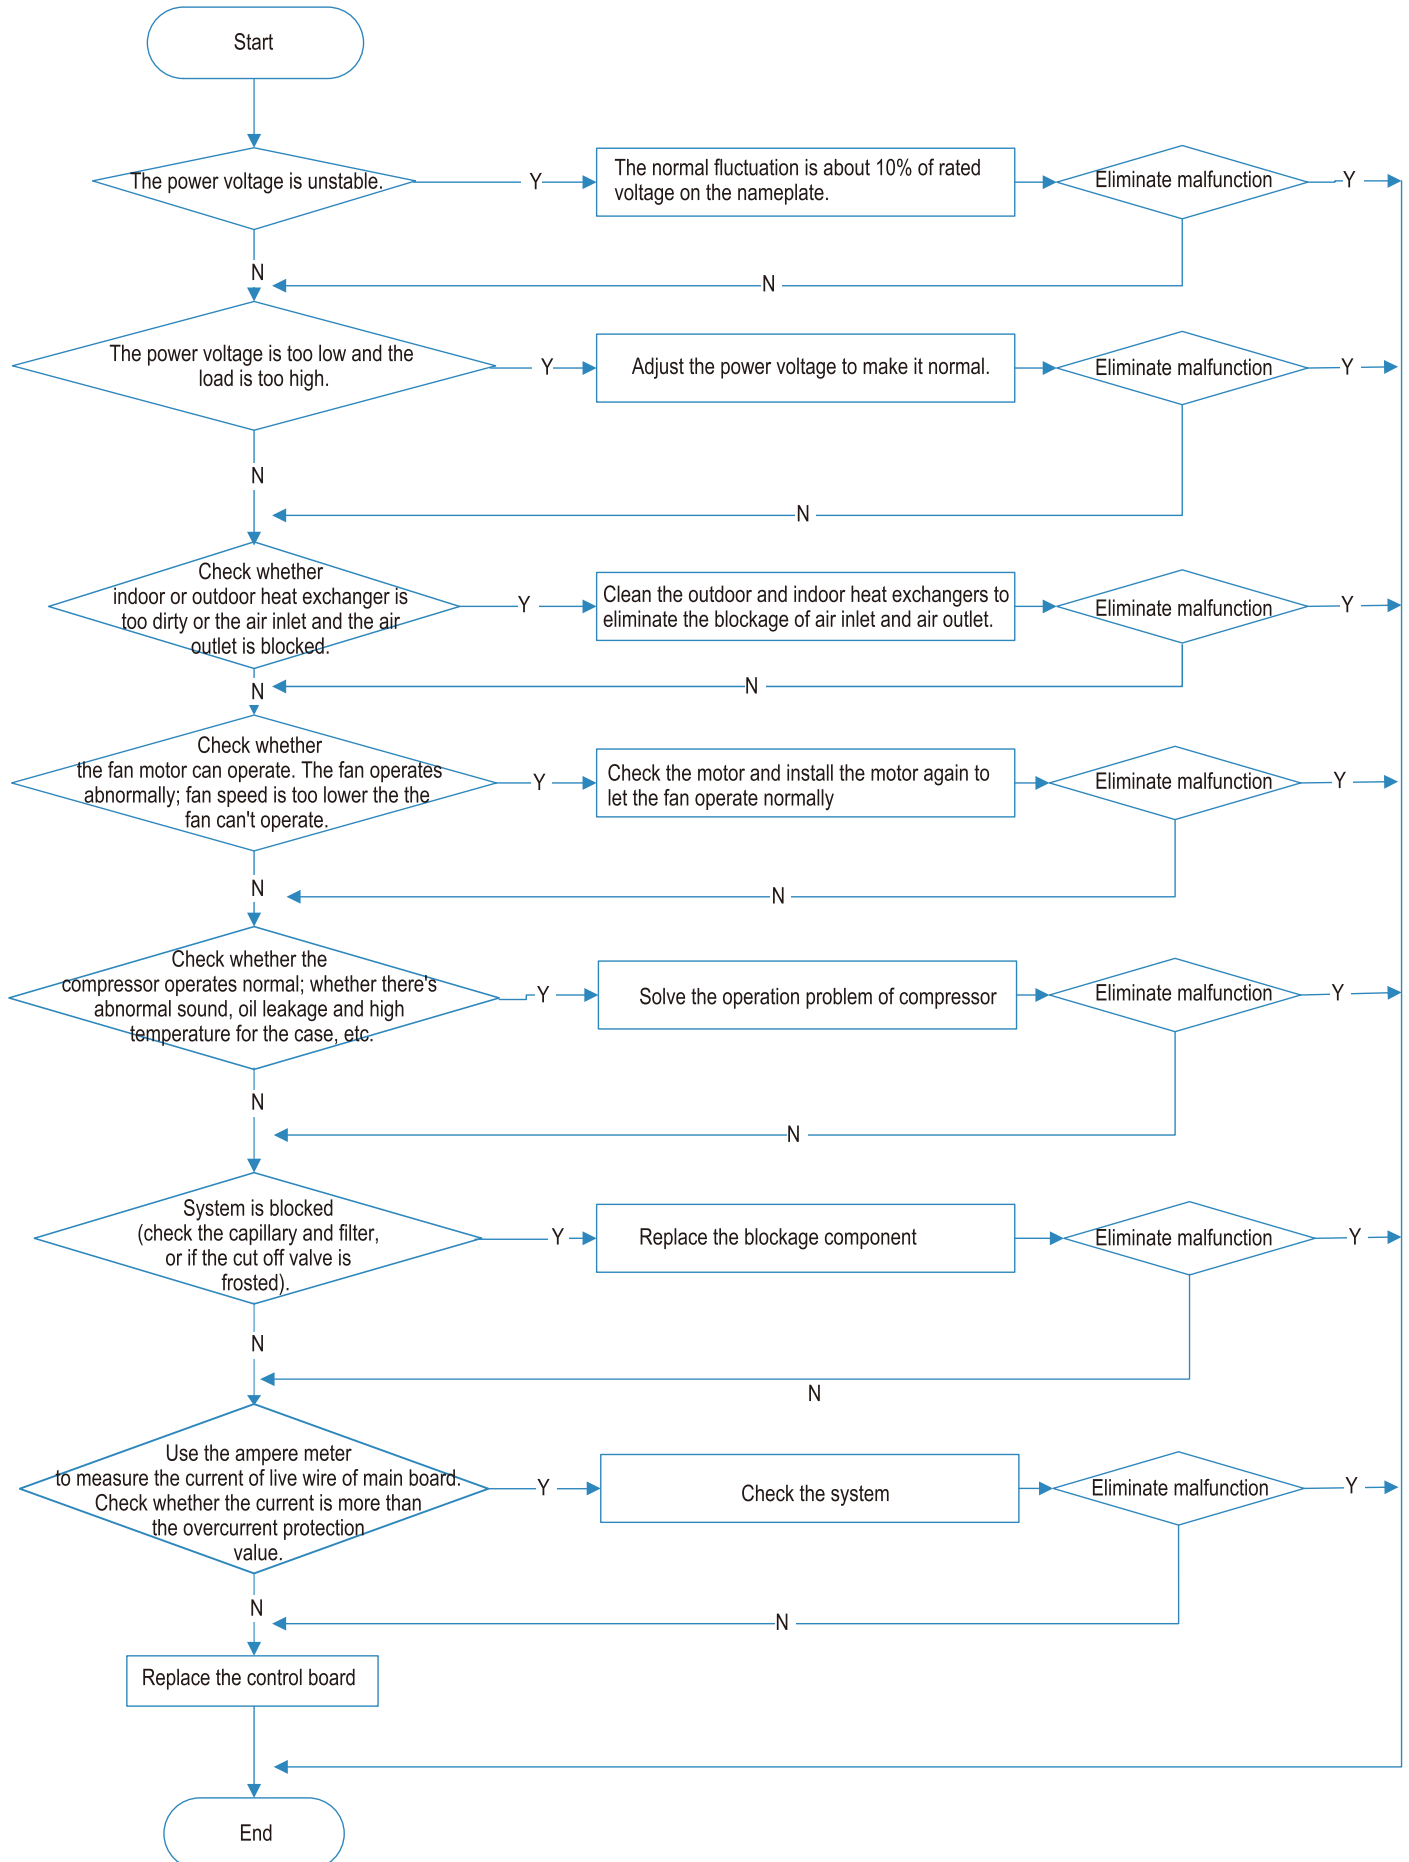 Start
The power voltage is unstable.
Y
The normal fluctuation is about 10% of rated
voltage on the nameplate.
Eliminate malfunction
Y
N
N
The power voltage is too low and the
load is too high.
Y
Adjust the power voltage to make it normal.
Eliminate malfunction
Y
N
N
Check whether
indoor or outdoor heat exchanger is
too dirty or the air inlet and the air
outlet is blocked.
Y
Clean the outdoor and indoor heat exchangers to
eliminate the blockage of air inlet and air outlet.
Eliminate malfunction
Y
N
N
Check whether
the fan motor can operate. The fan operates
abnormally; fan speed is too lower the the
fan can't operate.
Y
Check the motor and install the motor again to
let the fan operate normally
Eliminate malfunction
Y
N
N
Check whether the
compressor operates normal; whether there's
abnormal sound, oil leakage and high
temperature for the case, etc.
Y
Solve the operation problem of compressor
Eliminate malfunction
Y
N
N
System is blocked
(check the capillary and filter,
or if the cut off valve is
frosted).
Y
Replace the blockage component
Eliminate malfunction
Y
N
N
Use the ampere meter
to measure the current of live wire of main board.
Check whether the current is more than
the overcurrent protection
value.
Y
Check the system
Eliminate malfunction
Y
N
N
Replace the control board
End